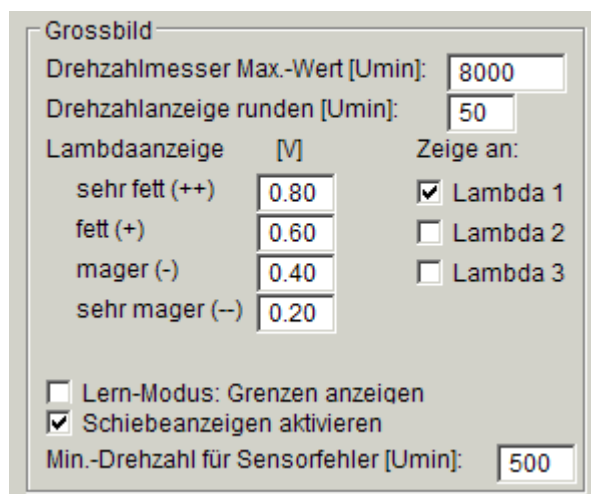 Grossbild
Drehzahlmesser Max.-Wert [Umin]: 8000
Drehzahlanzeige runden [Umin]: 50
Lambdaanzeige [V] Zeige an:
sehr fett (++) 0.80 Lambda 1
fett (+) 0.60 Lambda 2
mager (-) 0.40 Lambda 3
sehr mager (--) 0.20
Lern-Modus: Grenzen anzeigen
Schiebeanzeigen aktivieren
Min.-Drehzahl für Sensorfehler [Umin]: 500